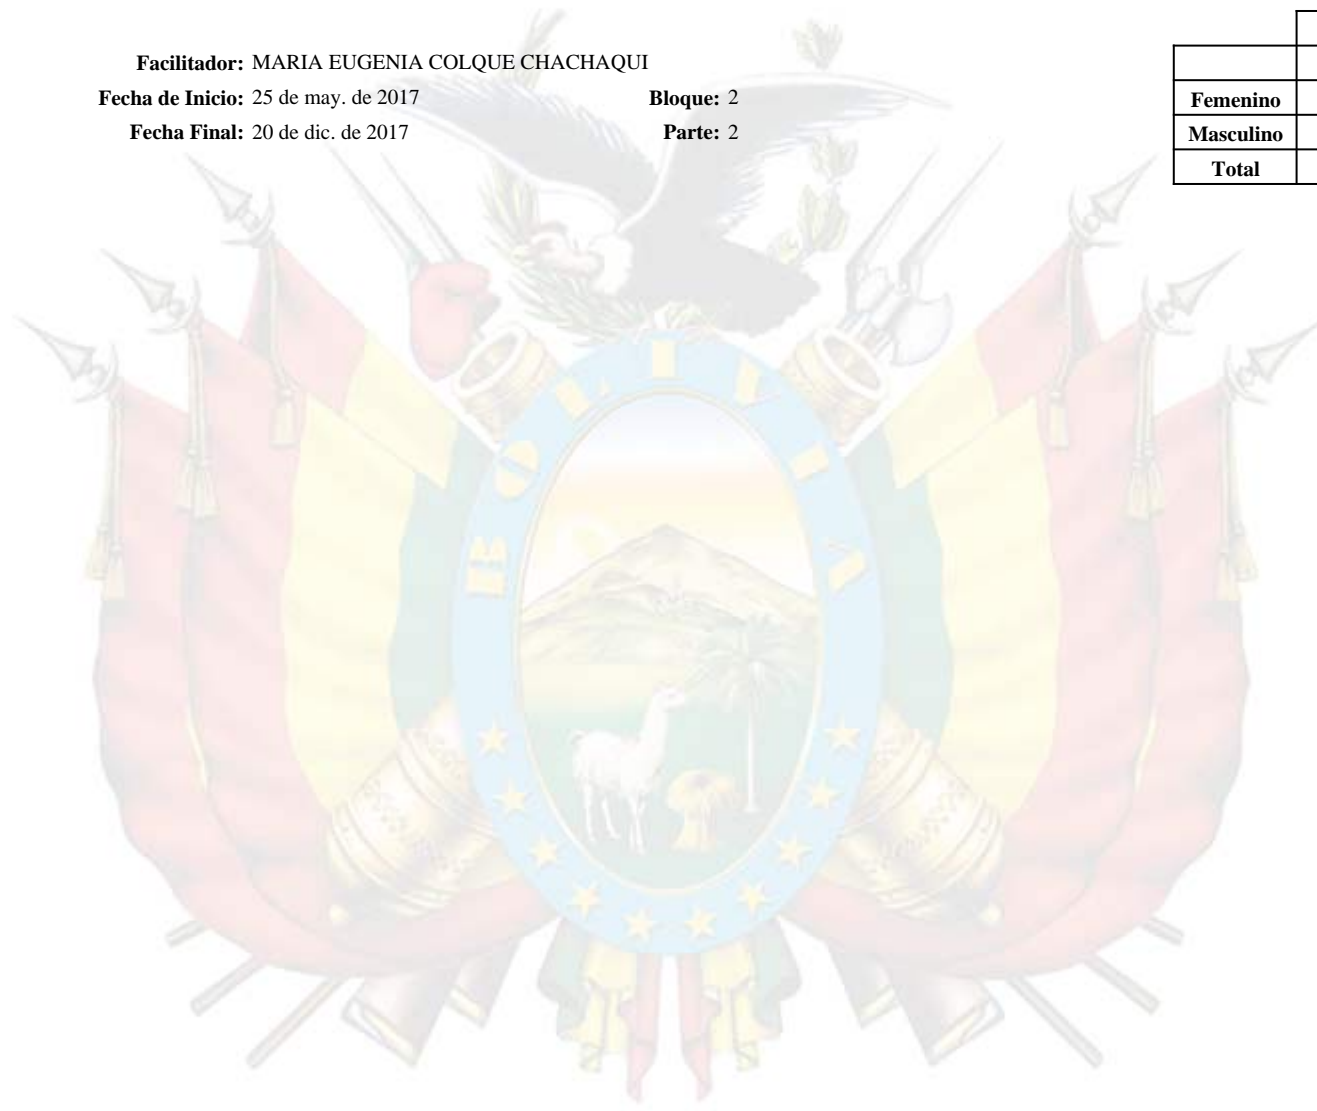 Facilitador: MARIA EUGENIA COLQUE CHACHAQUI
Fecha de Inicio: 25 de may. de 2017 Bloque: 2
Fecha Final: 20 de dic. de 2017 Parte: 2
Femenino
Masculino
Total
BOLIVIA